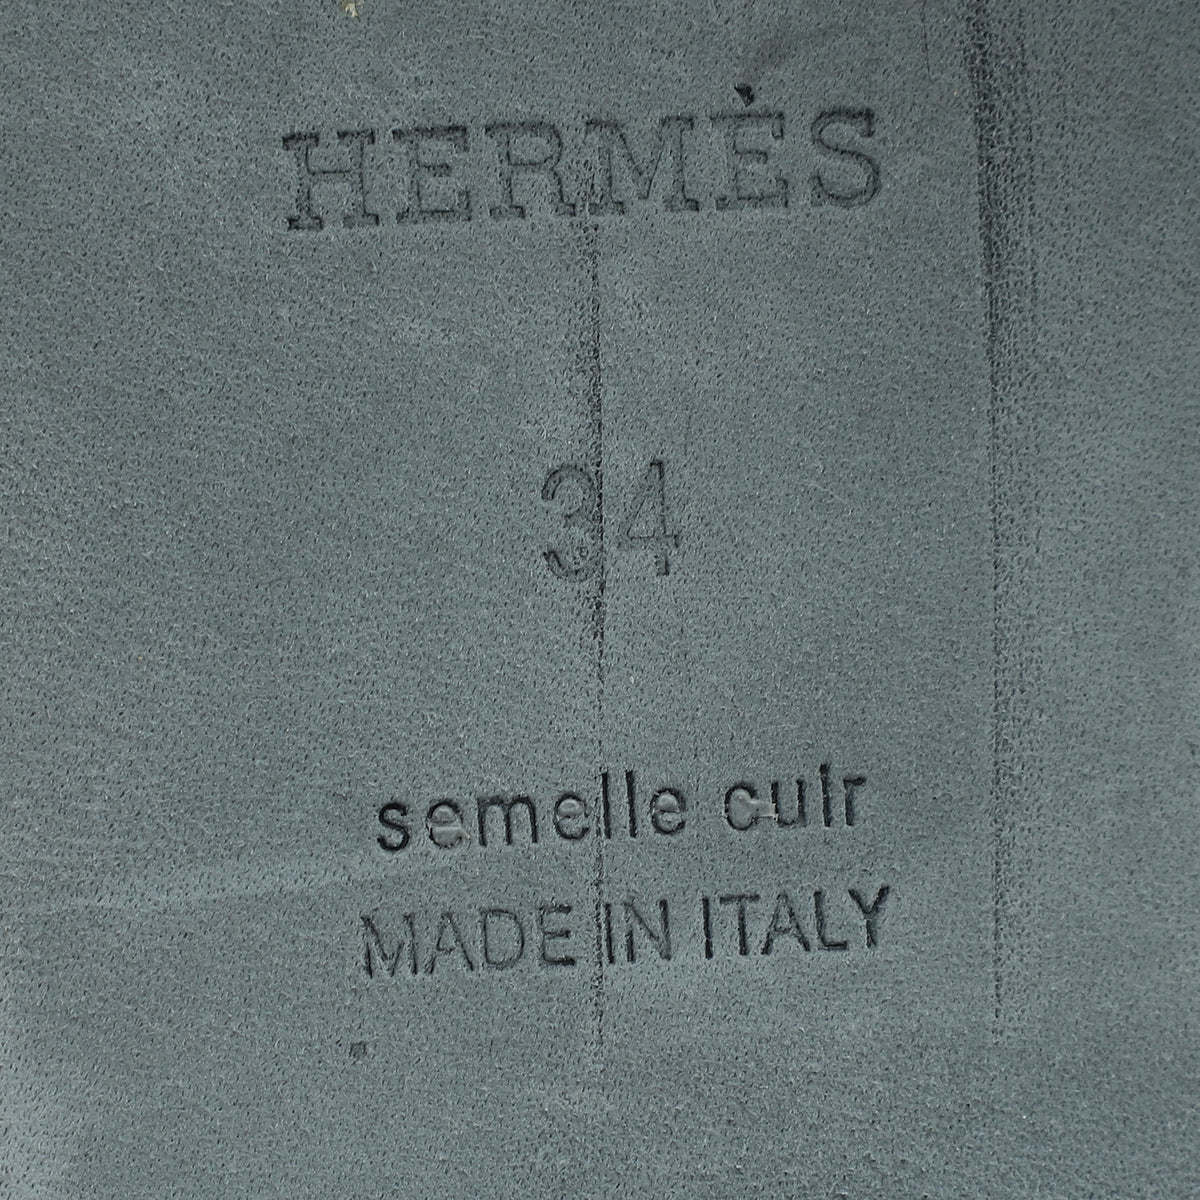 HERMÈS
34
semelle cuir
MADE IN ITALY